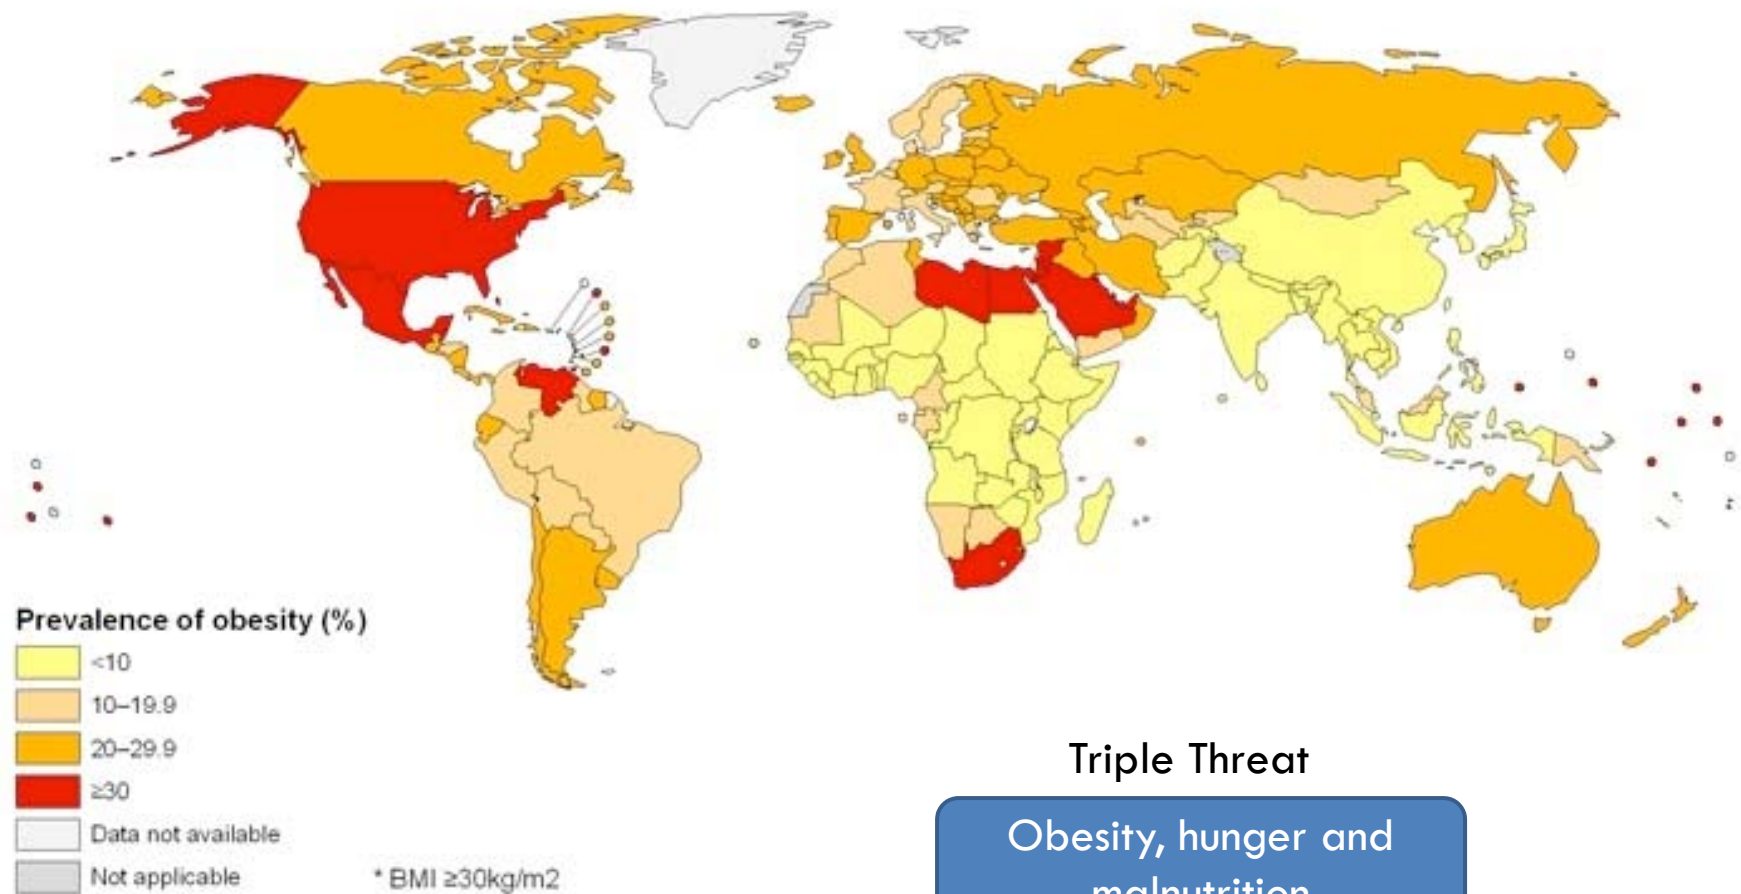 Prevalence of obesity (%)
<10
10–19.9
20–29.9
≥30
Data not available
Not applicable
* BMI ≥30kg/m2
Triple Threat
Obesity, hunger and
malnutrition